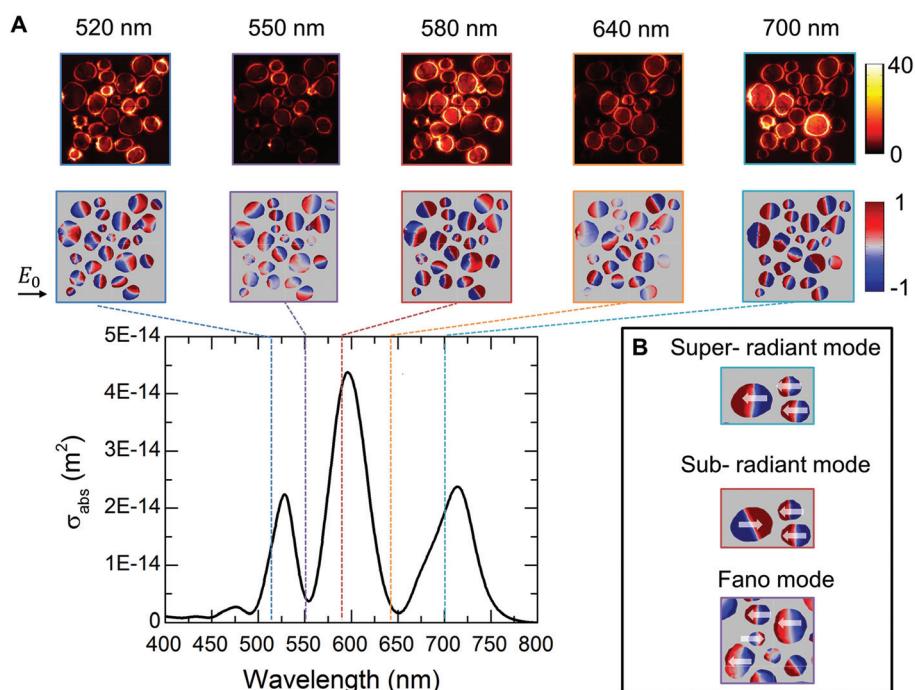 A
520 nm 550 nm 580 nm 640 nm 700 nm
40
0
1
-1
E₀
5E-14
4E-14
3E-14
2E-14
1E-14
0
σabs (m²)
400 450 500 550 600 650 700 750 800
Wavelength (nm)
B
Super- radiant mode
Sub- radiant mode
Fano mode